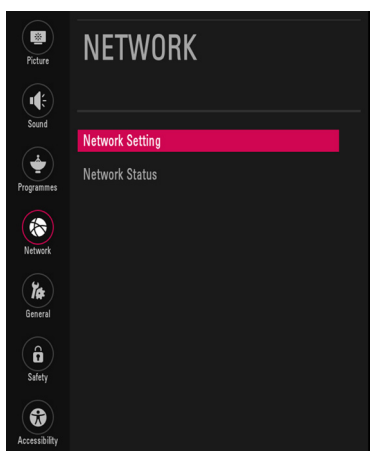 NETWORK
Picture
Sound
Programmes
Network
General
Safety
Accessibility
Network Setting
Network Status